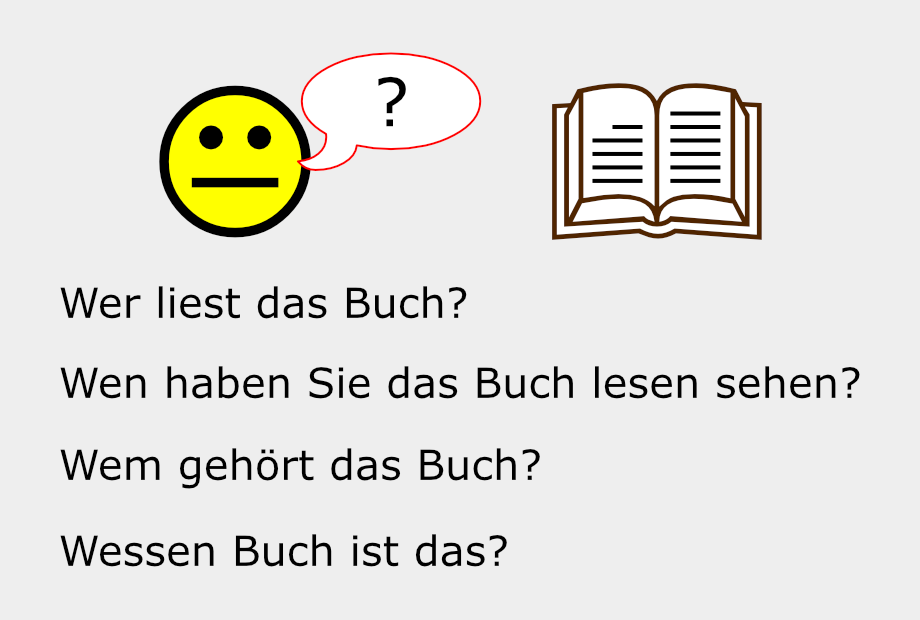 ?
Wer liest das Buch?
Wen haben Sie das Buch lesen sehen?
Wem gehört das Buch?
Wessen Buch ist das?